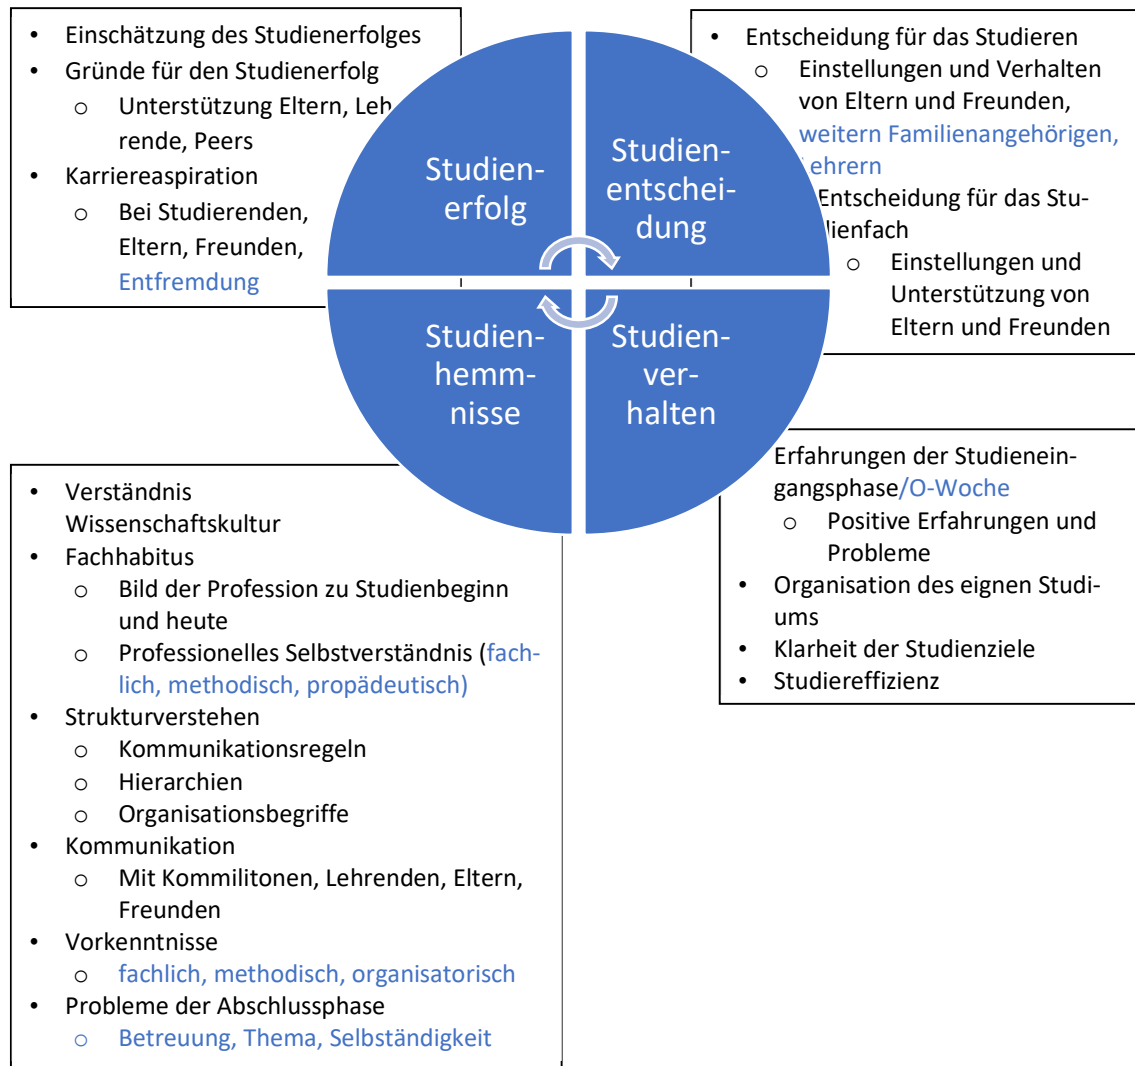 • Einschätzung des Studienerfolges
• Gründe für den Studienerfolg
o Unterstützung Eltern, Leh
rende, Peers
• Karriereaspiration
o Bei Studierenden,
Eltern, Freunden,
Entfremdung
Studien-
erfolg
Studien-
entschei-
dung
• Entscheidung für das Studieren
o Einstellungen und Verhalten
von Eltern und Freunden,
weitern Familienangehörigen,
ehrern
Entscheidung für das Stu-
dienfach
o Einstellungen und
Unterstützung von
Eltern und Freunden
Studien-
hemm-
nisse
Studien-
ver-
halten
• Verständnis
Wissenschaftskultur
• Fachhabitus
o Bild der Profession zu Studienbeginn
und heute
o Professionelles Selbstverständnis (fach-
lich, methodisch, propädeutisch)
• Strukturverstehen
o Kommunikationsregeln
o Hierarchien
o Organisationsbegriffe
• Kommunikation
o Mit Kommilitonen, Lehrenden, Eltern,
Freunden
• Vorkenntnisse
o fachlich, methodisch, organisatorisch
• Probleme der Abschlussphase
o Betreuung, Thema, Selbständigkeit
Erfahrungen der Studienein-
gangsphase/O-Woche
o Positive Erfahrungen und
Probleme
• Organisation des eignen Studi-
ums
• Klarheit der Studienziele
• Studiereffizienz